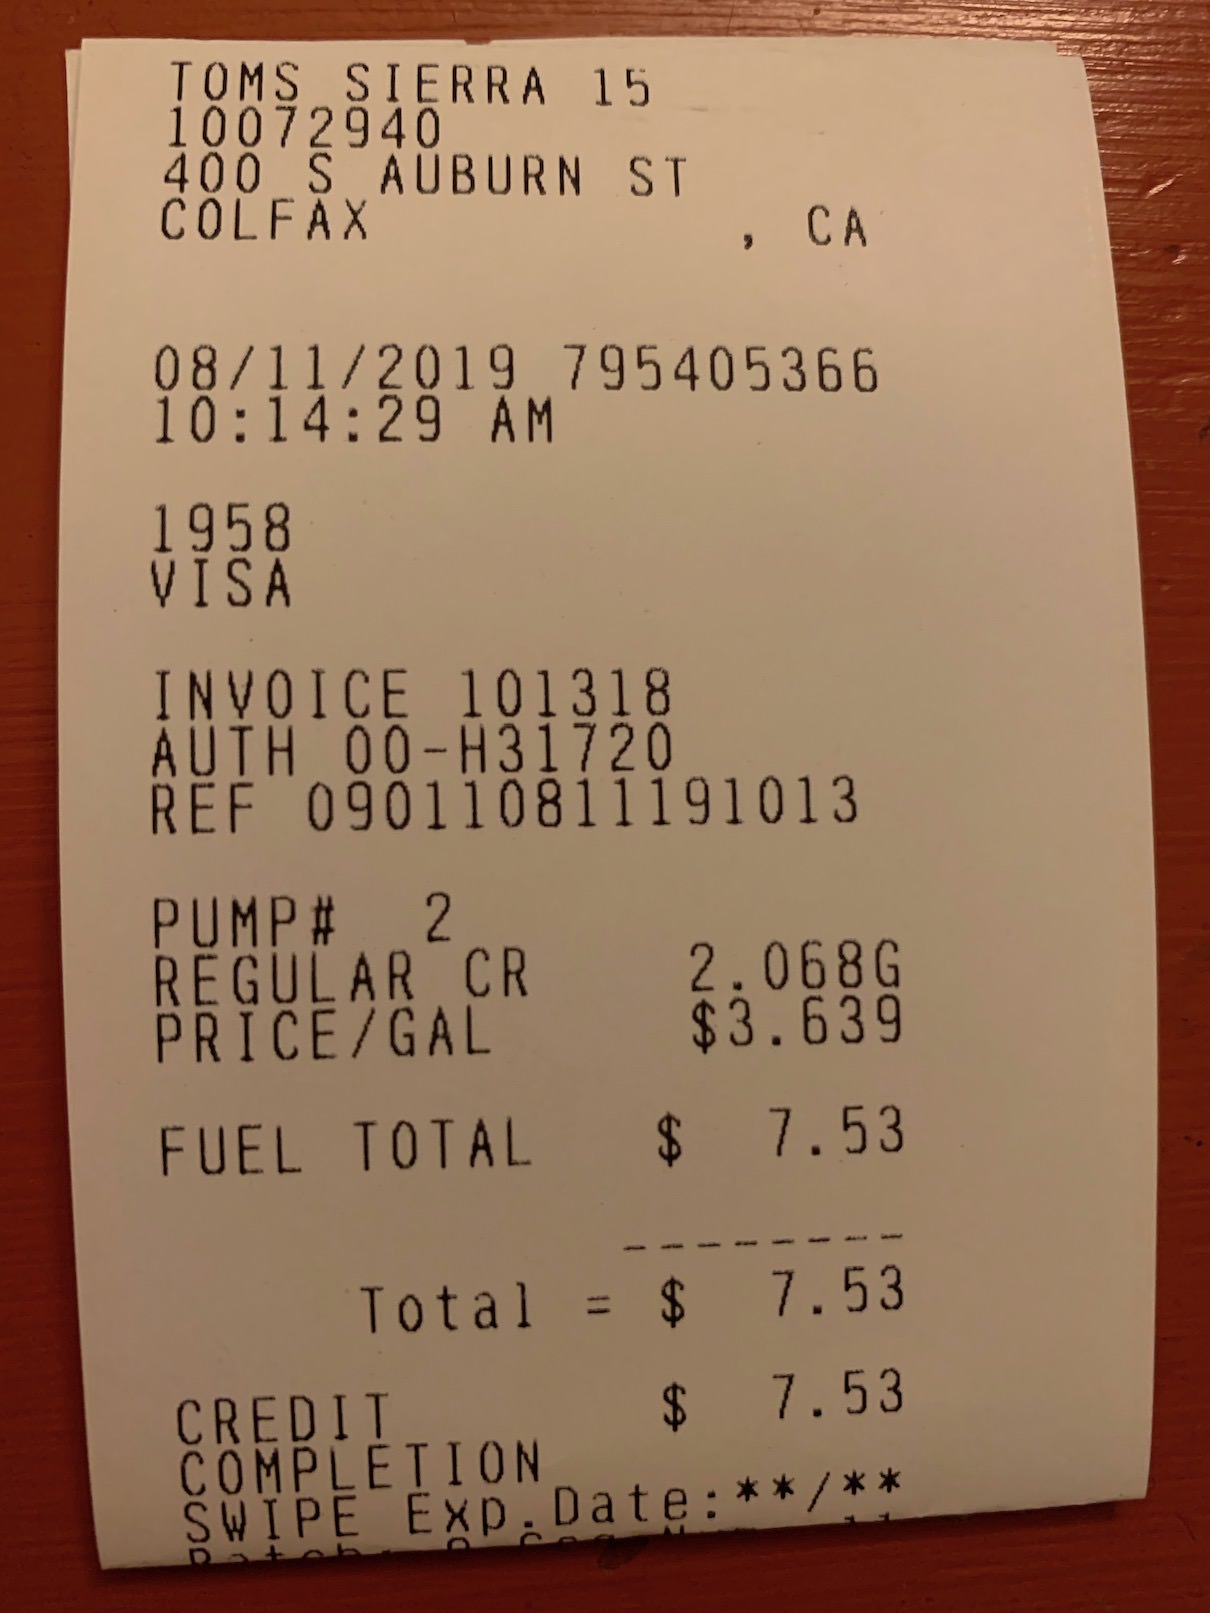 TOMS SIERRA 15
10072940
400 S AUBURN ST
COLFAX , CA
08/11/2019 795405366
10:14:29 AM
1958
VISA
INVOICE 101318
AUTH 00-H31720
REF 090110811191013
PUMP# 2
REGULAR CR 2.068G
PRICE/GAL $3.639
FUEL TOTAL $ 7.53
--------
Total = $ 7.53
CREDIT $ 7.53
COMPLETION
SWIPE Exp.Date:**/**